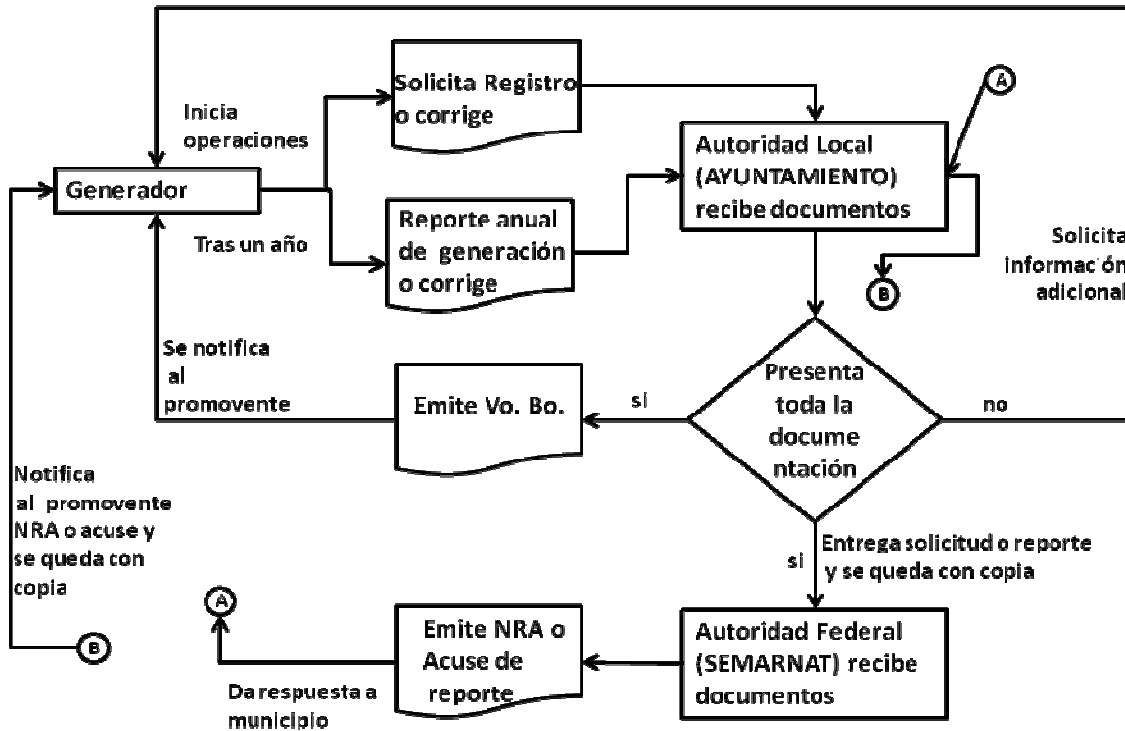 Inicia
operaciones
Solicita Registro
o corrige
A
Autoridad Local
(AYUNTAMIENTO)
recibe documentos
Generador
Tras un año
Reporte anual
de generación
o corrige
B
Solicita
información
adicional
Se notifica
al
promovente
Emite Vo. Bo.
si
Presenta
toda la
docume
ntación
no
Notifica
al promovente
NRA o acuse y
se queda con
copia
B
si
Entrega solicitud o reporte
y se queda con copia
A
Emite NRA o
Acuse de
reporte
Autoridad Federal
(SEMARNAT) recibe
documentos
Da respuesta a
municipio